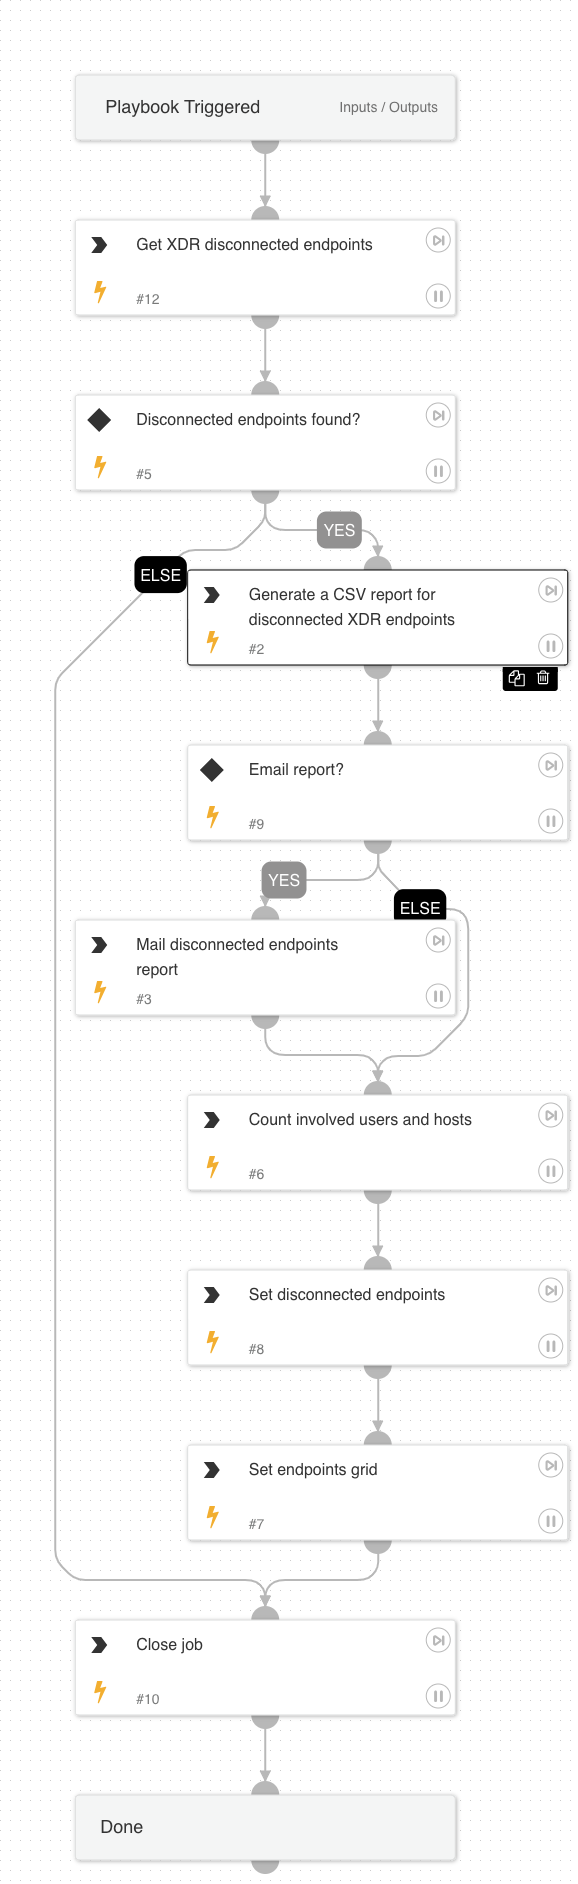 Playbook Triggered
Inputs / Outputs
Get XDR disconnected endpoints
#12
Disconnected endpoints found?
#5
YES
ELSE
Generate a CSV report for
disconnected XDR endpoints
#2
Email report?
#9
YES
ELSE
Mail disconnected endpoints
report
#3
Count involved users and hosts
#6
Set disconnected endpoints
#8
Set endpoints grid
#7
Close job
#10
Done